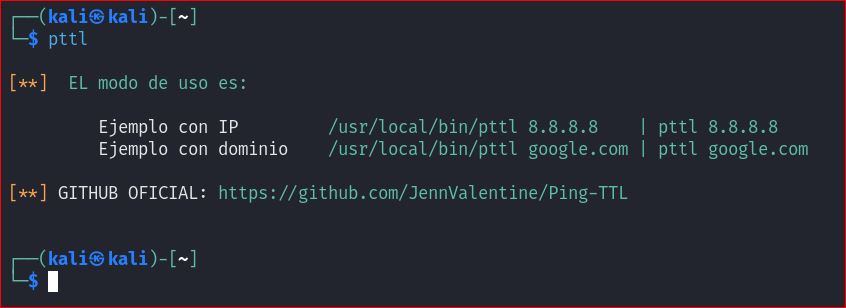 ┌──(kali㉿kali)-[~]
└─$ pttl
[**]  EL modo de uso es:
Ejemplo con IP         /usr/local/bin/pttl 8.8.8.8    | pttl 8.8.8.8
Ejemplo con dominio    /usr/local/bin/pttl google.com | pttl google.com
[**] GITHUB OFICIAL: https://github.com/JennValentine/Ping-TTL
┌──(kali㉿kali)-[~]
└─$